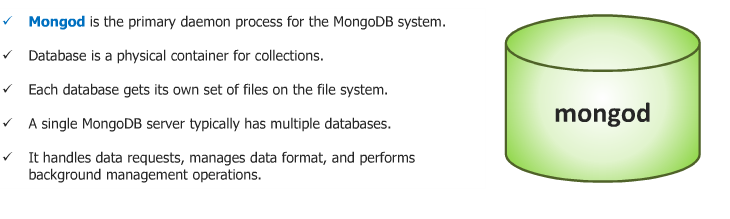 ✓ Mongod is the primary daemon process for the MongoDB system.
✓ Database is a physical container for collections.
✓ Each database gets its own set of files on the file system.
✓ A single MongoDB server typically has multiple databases.
✓ It handles data requests, manages data format, and performs
background management operations.
mongod